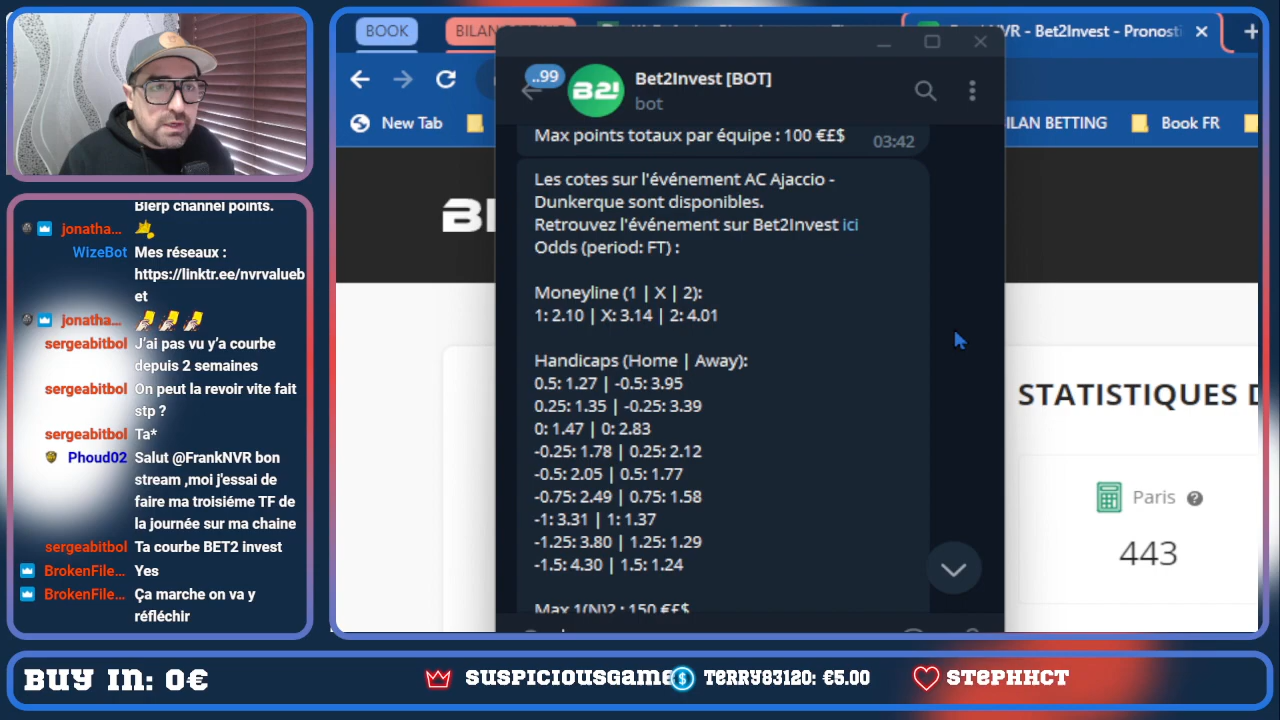 BOOK
BILAN BETTING
NVR - Bet2Invest - Pronosti
New Tab
ILAN BETTING
Book FR
..99
B2!
Bet2Invest [BOT]
bot
Max points totaux par équipe : 100 €£$
03:42
Les cotes sur l'événement AC Ajaccio -
Dunkerque sont disponibles.
Retrouvez l'événement sur Bet2Invest ici
Odds (period: FT) :
Moneyline (1 | X | 2):
1: 2.10 | X: 3.14 | 2: 4.01
Handicaps (Home | Away):
0.5: 1.27 | -0.5: 3.95
0.25: 1.35 | -0.25: 3.39
0: 1.47 | 0: 2.83
-0.25: 1.78 | 0.25: 2.12
-0.5: 2.05 | 0.5: 1.77
-0.75: 2.49 | 0.75: 1.58
-1: 3.31 | 1: 1.37
-1.25: 3.80 | 1.25: 1.29
-1.5: 4.30 | 1.5: 1.24
Max 1(N)2 : 150 €£$
STATISTIQUES D
Paris
443
Blerp channel points.
jonatha...
WizeBot Mes réseaux :
https://linktr.ee/nvrvalueb
et
jonatha...
sergeabitbol J'ai pas vu y'a courbe
depuis 2 semaines
sergeabitbol On peut la revoir vite fait
stp ?
sergeabitbol Ta*
Phoud02 Salut @FrankNVR bon
stream ,moi j'essai de
faire ma troisiéme TF de
la journée sur ma chaine
sergeabitbol Ta courbe BET2 invest
BrokenFile... Yes
BrokenFile... Ça marche on va y
réfléchir
BUY IN: 0€
SUSPICIOUSGAME
TERRY83120: €5.00
STEPHHCT